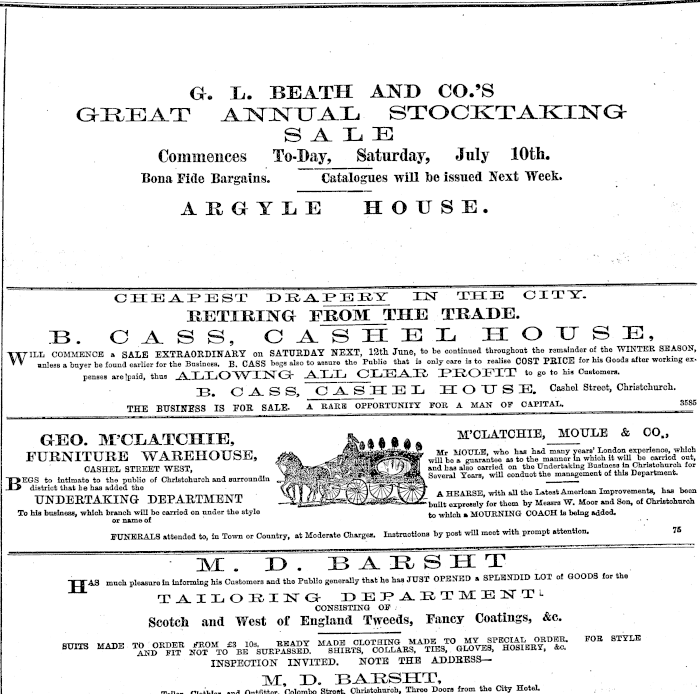 G. L. BEATH AND CO.'S
GREAT ANNUAL STOCKTAKING
SALE
Commences To-Day, Saturday, July 10th.
Bona Fide Bargains. Catalogues will be issued Next Week.
ARGYLE HOUSE.
CHEAPEST DRAPERY IN THE CITY.
RETIRING FROM THE TRADE.
B. CASS, CASHEL HOUSE,
WILL COMMENCE a SALE EXTRAORDINARY on SATURDAY NEXT, 12th June, to be continued throughout the remainder of the WINTER SEASON,
unless a buyer be found earlier for the Business. B. CASS begs also to assure the Public that is only care is to realise COST PRICE for his Goods after working ex-
penses are paid, thus ALLOWING ALL CLEAR PROFIT to go to his Customers.
B. CASS, CASHEL HOUSE, Cashel Street, Christchurch.
THE BUSINESS IS FOR SALE. A RARE OPPORTUNITY FOR A MAN OF CAPITAL. 3585
GEO. M'CLATCHIE,
FURNITURE WAREHOUSE,
CASHEL STREET WEST,
BEGS to intimate to the public of Christchurch and surroundin
district that he has added the
UNDERTAKING DEPARTMENT
To his business, which branch will be carried on under the style
or name of
M'CLATCHIE, MOULE & CO.,
Mr MOULE, who has had many years' London experience, which
will be a guarantee as to the manner in which it will be carried out,
and has also carried on the Undertaking Business in Christchurch for
Several Years, will conduct the management of this Department.
A HEARSE, with all the Latest American Improvements, has been
built expressly for them by Messrs W. Moor and Son, of Christchurch
to which a MOURNING COACH is being added.
FUNERALS attended to, in Town or Country, at Moderate Charges. Instructions by post will meet with prompt attention. 75
M. D. BARSHT
HAS much pleasure in informing his Customers and the Public generally that he has JUST OPENED a SPLENDID LOT of GOODS for the
TAILORING DEPARTMENT
CONSISTING OF
Scotch and West of England Tweeds, Fancy Coatings, &c.
SUITS MADE TO ORDER FROM £3 10s. READY MADE CLOTHING MADE TO MY SPECIAL ORDER. FOR STYLE
AND FIT NOT TO BE SURPASSED. SHIRTS, COLLARS, TIES, GLOVES, HOSIERY, &c.
INSPECTION INVITED. NOTE THE ADDRESS—
M. D. BARSHT,
Tailor, Clothier, and Outfitter, Colombo Street, Christchurch, Three Doors from the City Hotel.